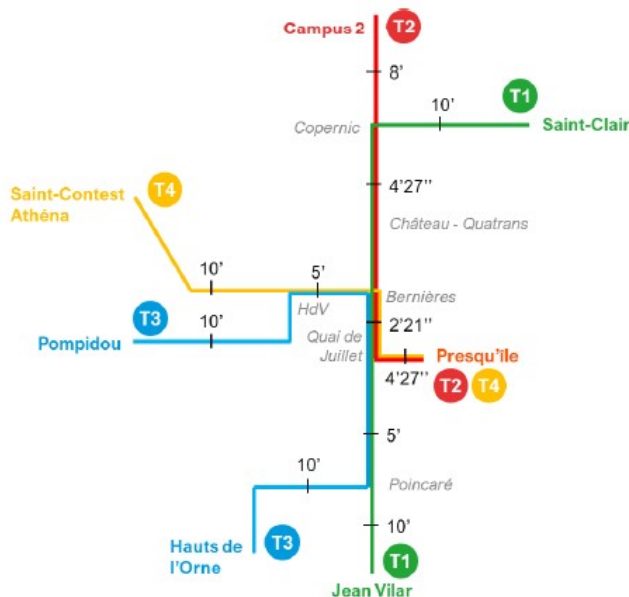 Campus 2 T2
8'
T1
10'
Copernic
Saint-Clair
T4
Saint-Contest
Athéna
4'27''
Château - Quatrans
10'
5'
T3
HdV
Bernières
10'
2'21''
Pompidou
Quai de
Juillet
Presqu'île
4'27''
T2 T4
5'
10'
Poincaré
10'
T3
Hauts de
l'Orne
T1
Jean Vilar